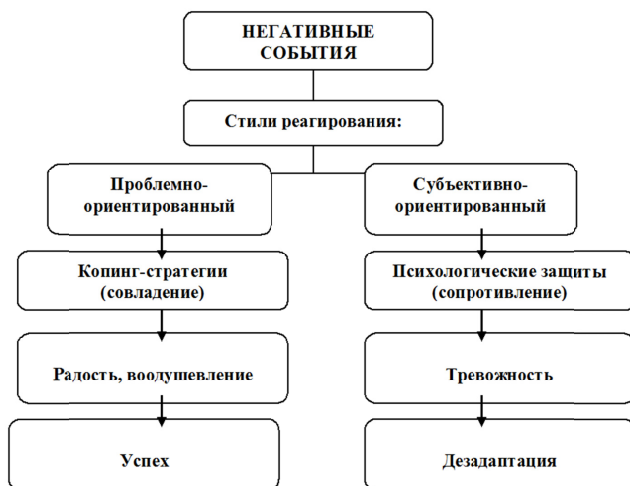 НЕГАТИВНЫЕ
СОБЫТИЯ
Стили реагирования:
Проблемно-
ориентированный
Субъективно-
ориентированный
Копинг-стратегии
(совладение)
Психологические защиты
(сопротивление)
Радость, воодушевление
Тревожность
Успех
Дезадаптация